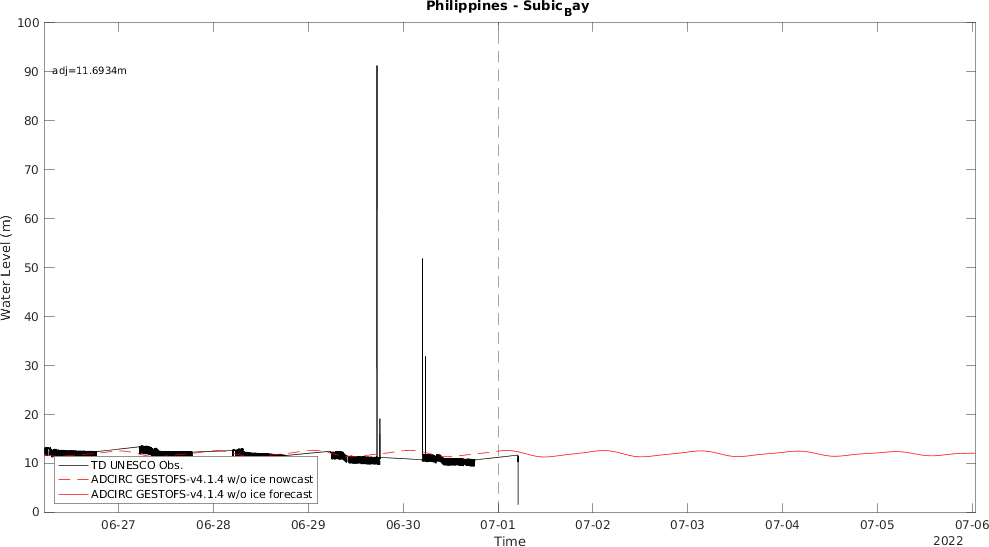 Philippines - Subic_Bay
100
90
80
70
60
50
40
30
20
10
0
adj=11.6934m
Water Level (m)
TD UNESCO Obs.
ADCIRC GESTOFS-v4.1.4 w/o ice nowcast
ADCIRC GESTOFS-v4.1.4 w/o ice forecast
06-27 06-28 06-29 06-30 07-01 07-02 07-03 07-04 07-05 07-06
Time
2022